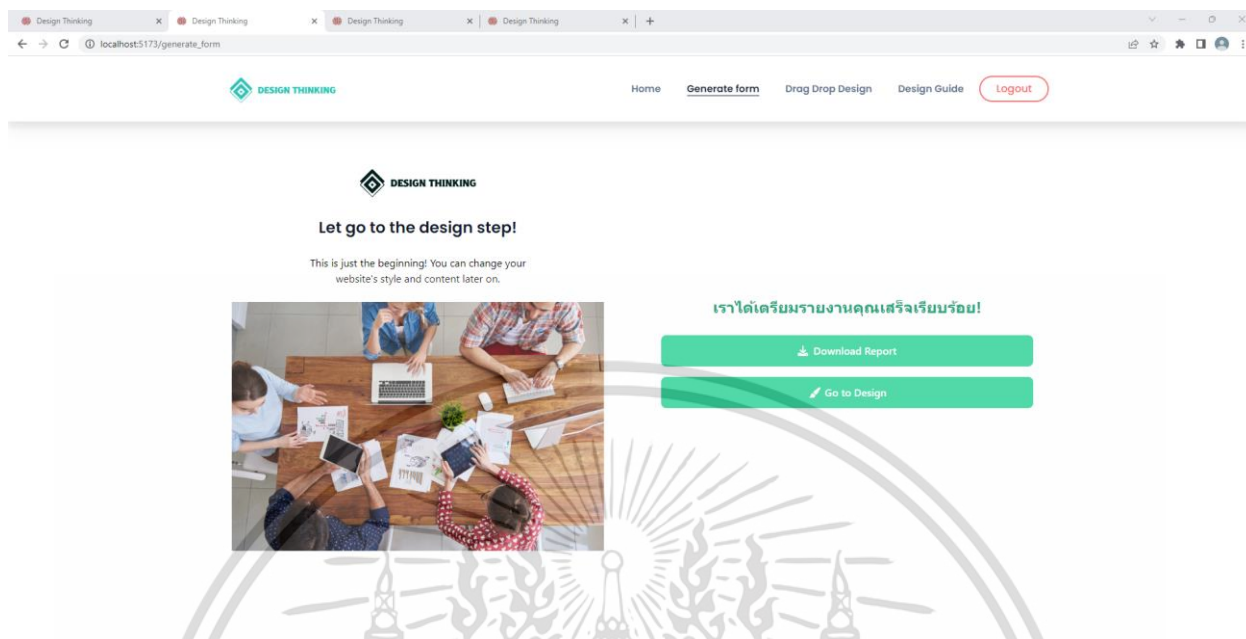 Design Thinking
Design Thinking
Design Thinking
Design Thinking
localhost:5173/generate_form
DESIGN THINKING
Home
Generate form
Drag Drop Design
Design Guide
Logout
DESIGN THINKING
Let go to the design step!
This is just the beginning! You can change your
website's style and content later on.
เราได้เตรียมรายงานคุณเสร็จเรียบร้อย!
Download Report
Go to Design